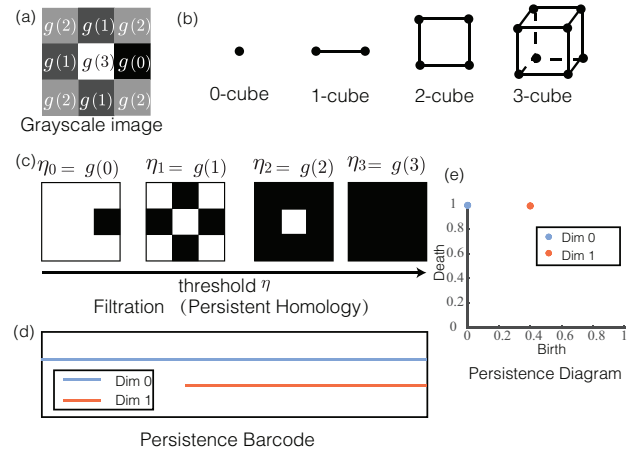 (a)
g(2) g(1) g(2)
g(1) g(3) g(0)
g(2) g(1) g(2)
Grayscale image
(b)
0-cube 1-cube 2-cube 3-cube
(c)
η₀ = g(0) η₁ = g(1) η₂ = g(2) η₃ = g(3)
threshold η
Filtration (Persistent Homology)
(d)
Dim 0
Dim 1
Persistence Barcode
(e)
1
0.8
0.6
0.4
0.2
0
Death
Dim 0
Dim 1
0 0.2 0.4 0.6 0.8 1
Birth
Persistence Diagram